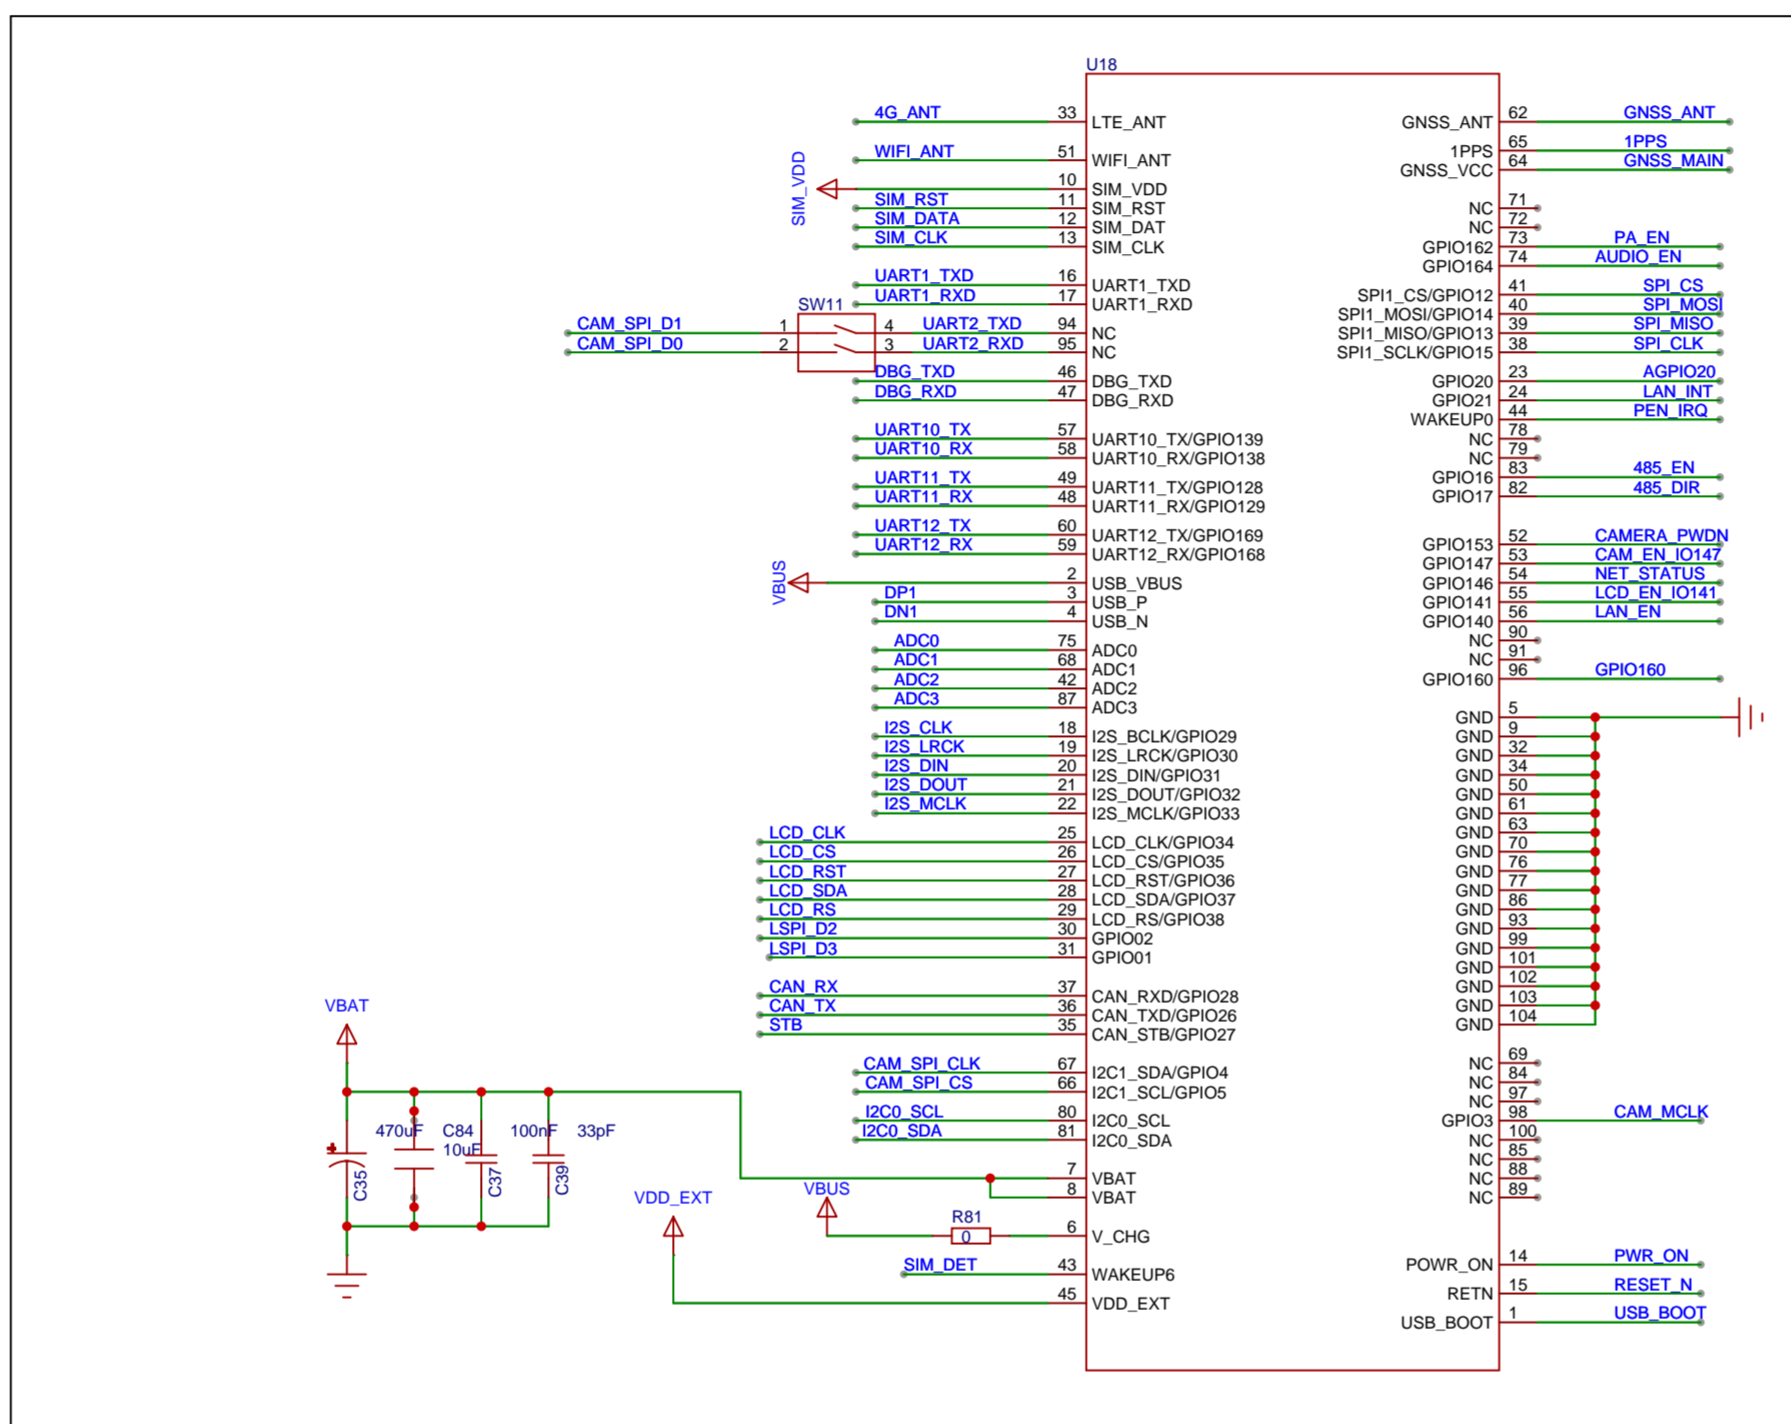 U18
4G_ANT 33 LTE_ANT
WIFI_ANT 51 WIFI_ANT
SIM_VDD 10 SIM_VDD
SIM_RST 11 SIM_RST
SIM_DATA 12 SIM_DAT
SIM_CLK 13 SIM_CLK
UART1_TXD 16 UART1_TXD
UART1_RXD 17 UART1_RXD
SW11
CAM_SPI_D1 1 4 UART2_TXD 94 NC
CAM_SPI_D0 2 3 UART2_RXD 95 NC
DBG_TXD 46 DBG_TXD
DBG_RXD 47 DBG_RXD
UART10_TX 57 UART10_TX/GPIO139
UART10_RX 58 UART10_RX/GPIO138
UART11_TX 49 UART11_TX/GPIO128
UART11_RX 48 UART11_RX/GPIO129
UART12_TX 60 UART12_TX/GPIO169
UART12_RX 59 UART12_RX/GPIO168
VBUS 2 USB_VBUS
DP1 3 USB_P
DN1 4 USB_N
ADC0 75 ADC0
ADC1 68 ADC1
ADC2 42 ADC2
ADC3 87 ADC3
I2S_CLK 18 I2S_BCLK/GPIO29
I2S_LRCK 19 I2S_LRCK/GPIO30
I2S_DIN 20 I2S_DIN/GPIO31
I2S_DOUT 21 I2S_DOUT/GPIO32
I2S_MCLK 22 I2S_MCLK/GPIO33
LCD_CLK 25 LCD_CLK/GPIO34
LCD_CS 26 LCD_CS/GPIO35
LCD_RST 27 LCD_RST/GPIO36
LCD_SDA 28 LCD_SDA/GPIO37
LCD_RS 29 LCD_RS/GPIO38
LSPI_D2 30 GPIO02
LSPI_D3 31 GPIO01
CAN_RX 37 CAN_RXD/GPIO28
CAN_TX 36 CAN_TXD/GPIO26
STB 35 CAN_STB/GPIO27
CAM_SPI_CLK 67 I2C1_SDA/GPIO4
CAM_SPI_CS 66 I2C1_SCL/GPIO5
I2C0_SCL 80 I2C0_SCL
I2C0_SDA 81 I2C0_SDA
7 VBAT
8 VBAT
VBUS R81 0 6 V_CHG
SIM_DET 43 WAKEUP6
VDD_EXT 45 VDD_EXT
VBAT
470uF C84 100nF 33pF
10uF
C35 C37 C39
GNSS_ANT 62 GNSS_ANT
1PPS 65 1PPS
GNSS_VCC 64 GNSS_MAIN
NC 71
NC 72
GPIO162 73 PA_EN
GPIO164 74 AUDIO_EN
SPI1_CS/GPIO12 41 SPI_CS
SPI1_MOSI/GPIO14 40 SPI_MOSI
SPI1_MISO/GPIO13 39 SPI_MISO
SPI1_SCLK/GPIO15 38 SPI_CLK
GPIO20 23 AGPIO20
GPIO21 24 LAN_INT
WAKEUP0 44 PEN_IRQ
NC 78
NC 79
GPIO16 83 485_EN
GPIO17 82 485_DIR
GPIO153 52 CAMERA_PWDN
GPIO147 53 CAM_EN_IO147
GPIO146 54 NET_STATUS
GPIO141 55 LCD_EN_IO141
GPIO140 56 LAN_EN
NC 90
NC 91
GPIO160 96 GPIO160
GND 5
GND 9
GND 32
GND 34
GND 50
GND 61
GND 63
GND 70
GND 76
GND 77
GND 86
GND 93
GND 99
GND 101
GND 102
GND 103
GND 104
NC 69
NC 84
NC 97
GPIO3 98 CAM_MCLK
NC 100
NC 85
NC 88
NC 89
POWR_ON 14 PWR_ON
RETN 15 RESET_N
USB_BOOT 1 USB_BOOT